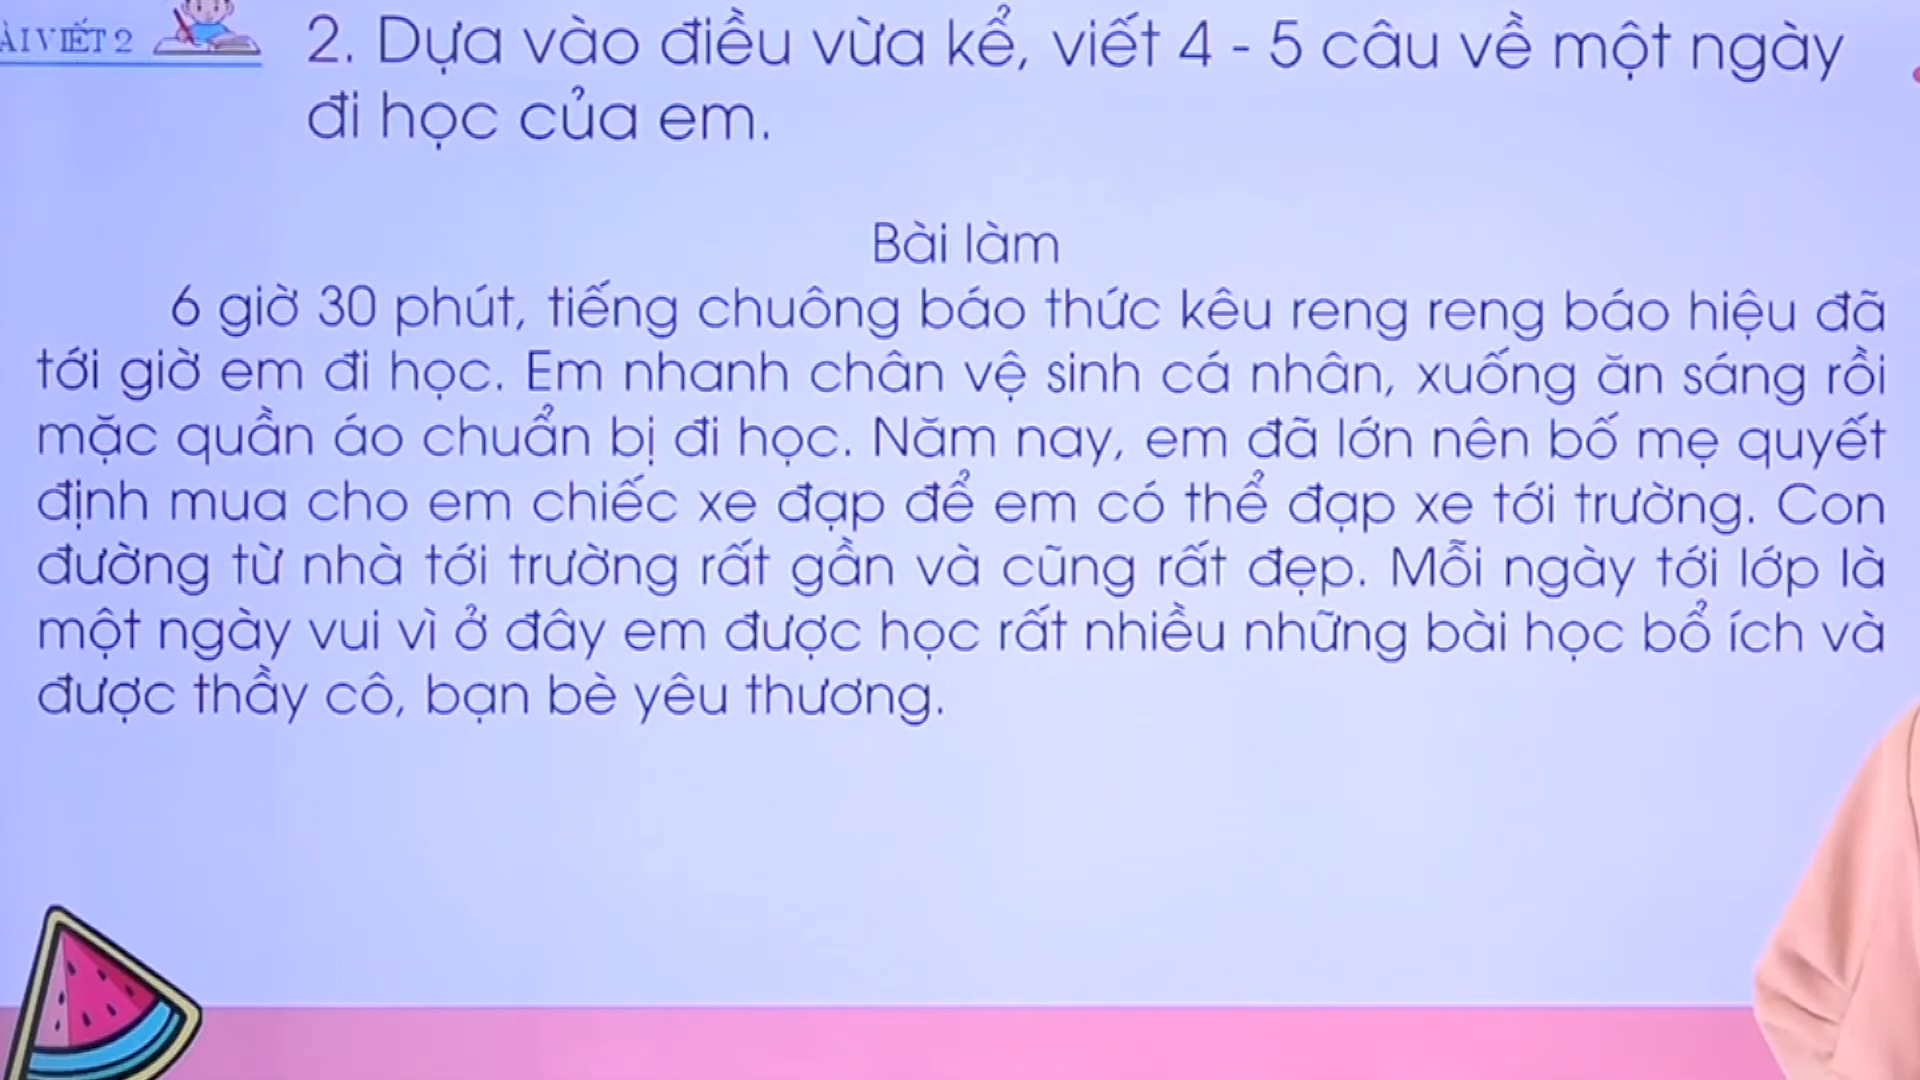 VIẾT 2
2. Dựa vào điều vừa kể, viết 4 - 5 câu về một ngày
đi học của em.
Bài làm
6 giờ 30 phút, tiếng chuông báo thức kêu reng reng báo hiệu đã
tới giờ em đi học. Em nhanh chân vệ sinh cá nhân, xuống ăn sáng rồi
mặc quần áo chuẩn bị đi học. Năm nay, em đã lớn nên bố mẹ quyết
định mua cho em chiếc xe đạp để em có thể đạp xe tới trường. Con
đường từ nhà tới trường rất gần và cũng rất đẹp. Mỗi ngày tới lớp là
một ngày vui vì ở đây em được học rất nhiều những bài học bổ ích và
được thầy cô, bạn bè yêu thương.